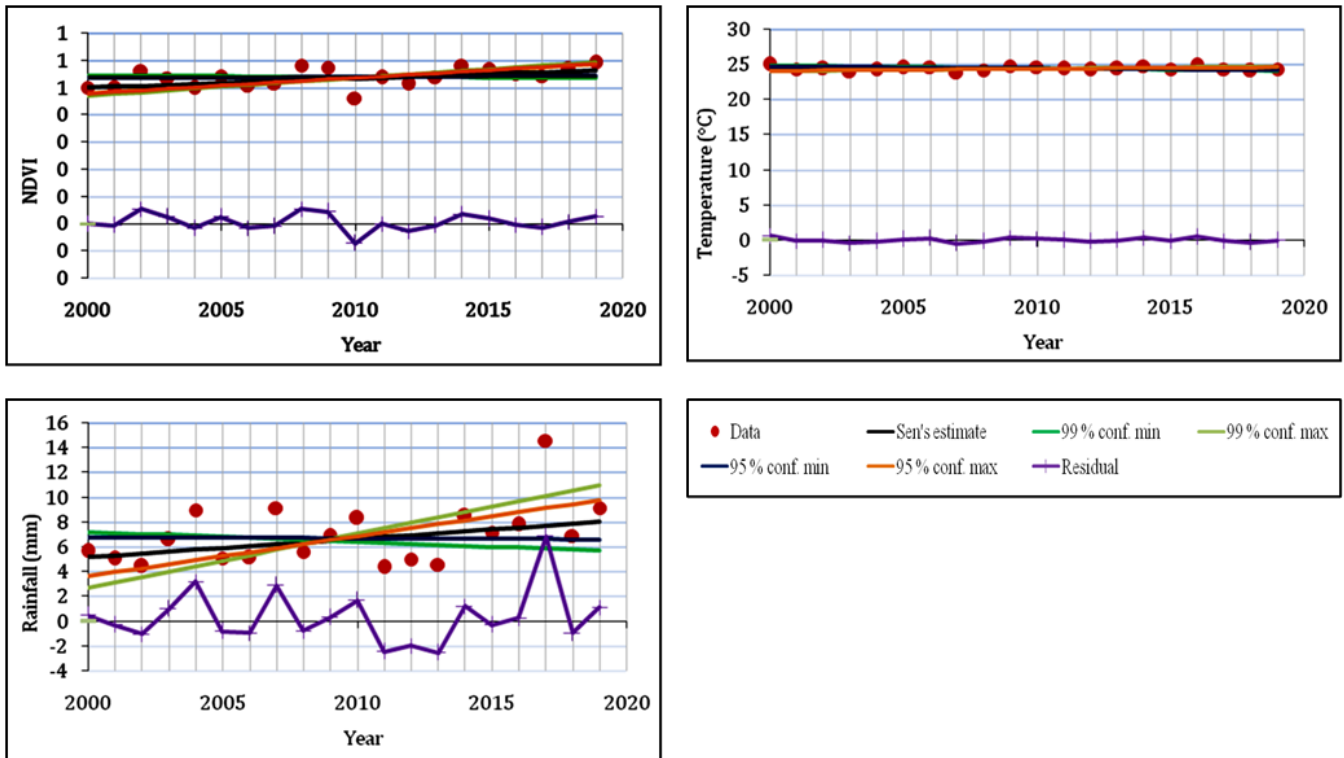 1
1
1
0
0
0
0
0
0
0
NDVI
2000 2005 2010 2015 2020
Year
30
25
20
15
10
5
0
-5
Temperature (°C)
2000 2005 2010 2015 2020
Year
16
14
12
10
8
6
4
2
0
-2
-4
Rainfall (mm)
2000 2005 2010 2015 2020
Year
Data Sen's estimate 99 % conf. min 99 % conf. max
95 % conf. min 95 % conf. max Residual